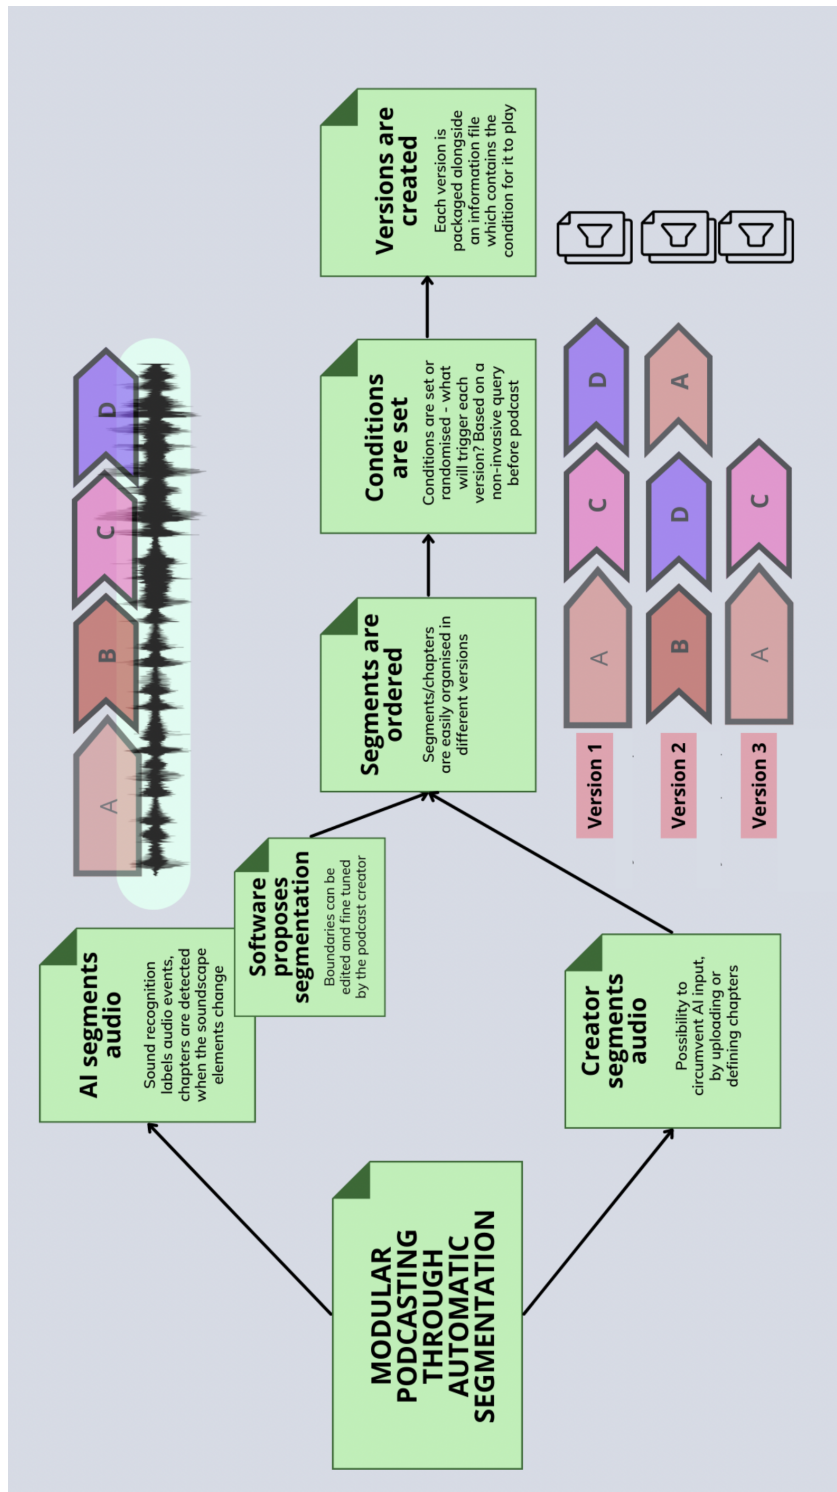 MODULAR
PODCASTING
THROUGH
AUTOMATIC
SEGMENTATION
AI segments
audio
Sound recognition
labels audio events,
chapters are detected
when the soundscape
elements change
Software
proposes
segmentation
Boundaries can be
edited and fine tuned
by the podcast creator
A
B
C
D
Creator
segments
audio
Possibility to
circumvent AI input,
by uploading or
defining chapters
Segments are
ordered
Segments/chapters
are easily organised in
different versions
Conditions
are set
Conditions are set or
randomised - what
will trigger each
version? Based on a
non-invasive query
before podcast
Versions are
created
Each version is
packaged alongside
an information file
which contains the
condition for it to play
Version 1
A
C
D
Version 2
B
D
A
Version 3
A
C